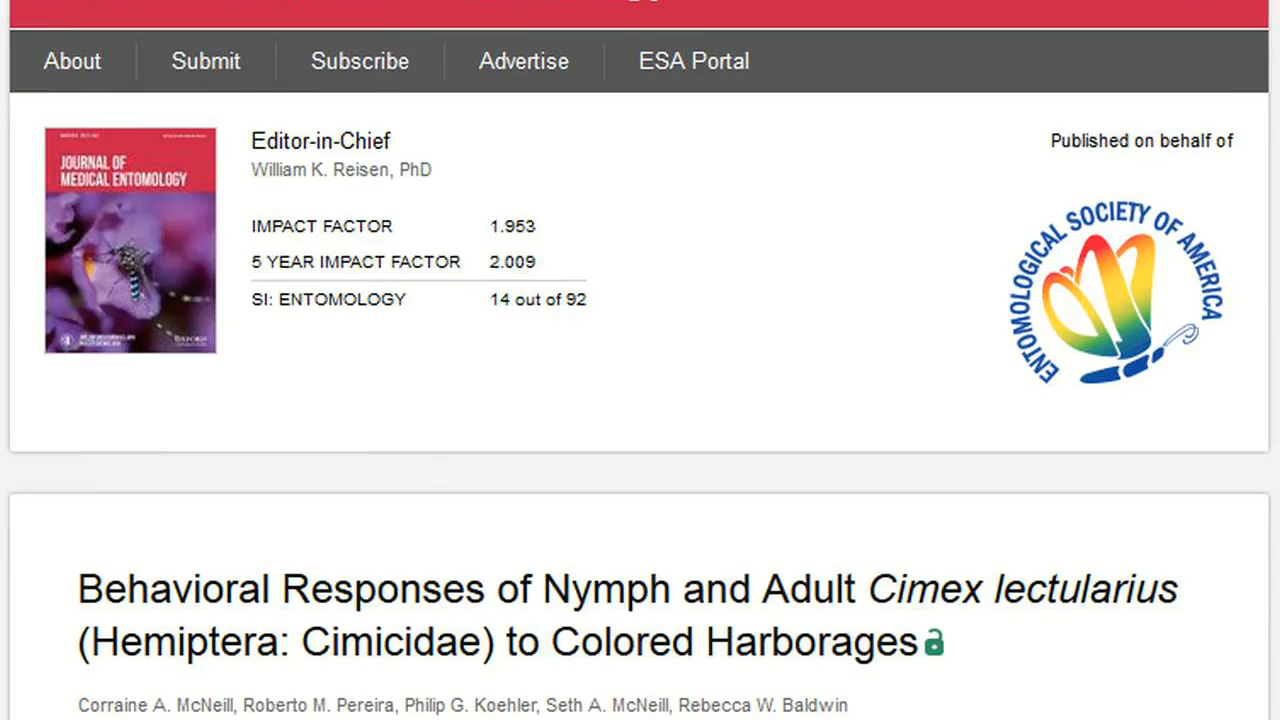 About
Submit
Subscribe
Advertise
ESA Portal
JOURNAL OF
MEDICAL ENTOMOLOGY
Editor-in-Chief
William K. Reisen, PhD
IMPACT FACTOR 1.953
5 YEAR IMPACT FACTOR 2.009
SI: ENTOMOLOGY 14 out of 92
Published on behalf of
ENTOMOLOGICAL SOCIETY OF AMERICA
Behavioral Responses of Nymph and Adult Cimex lectularius
(Hemiptera: Cimicidae) to Colored Harborages
Corraine A. McNeill, Roberto M. Pereira, Philip G. Koehler, Seth A. McNeill, Rebecca W. Baldwin